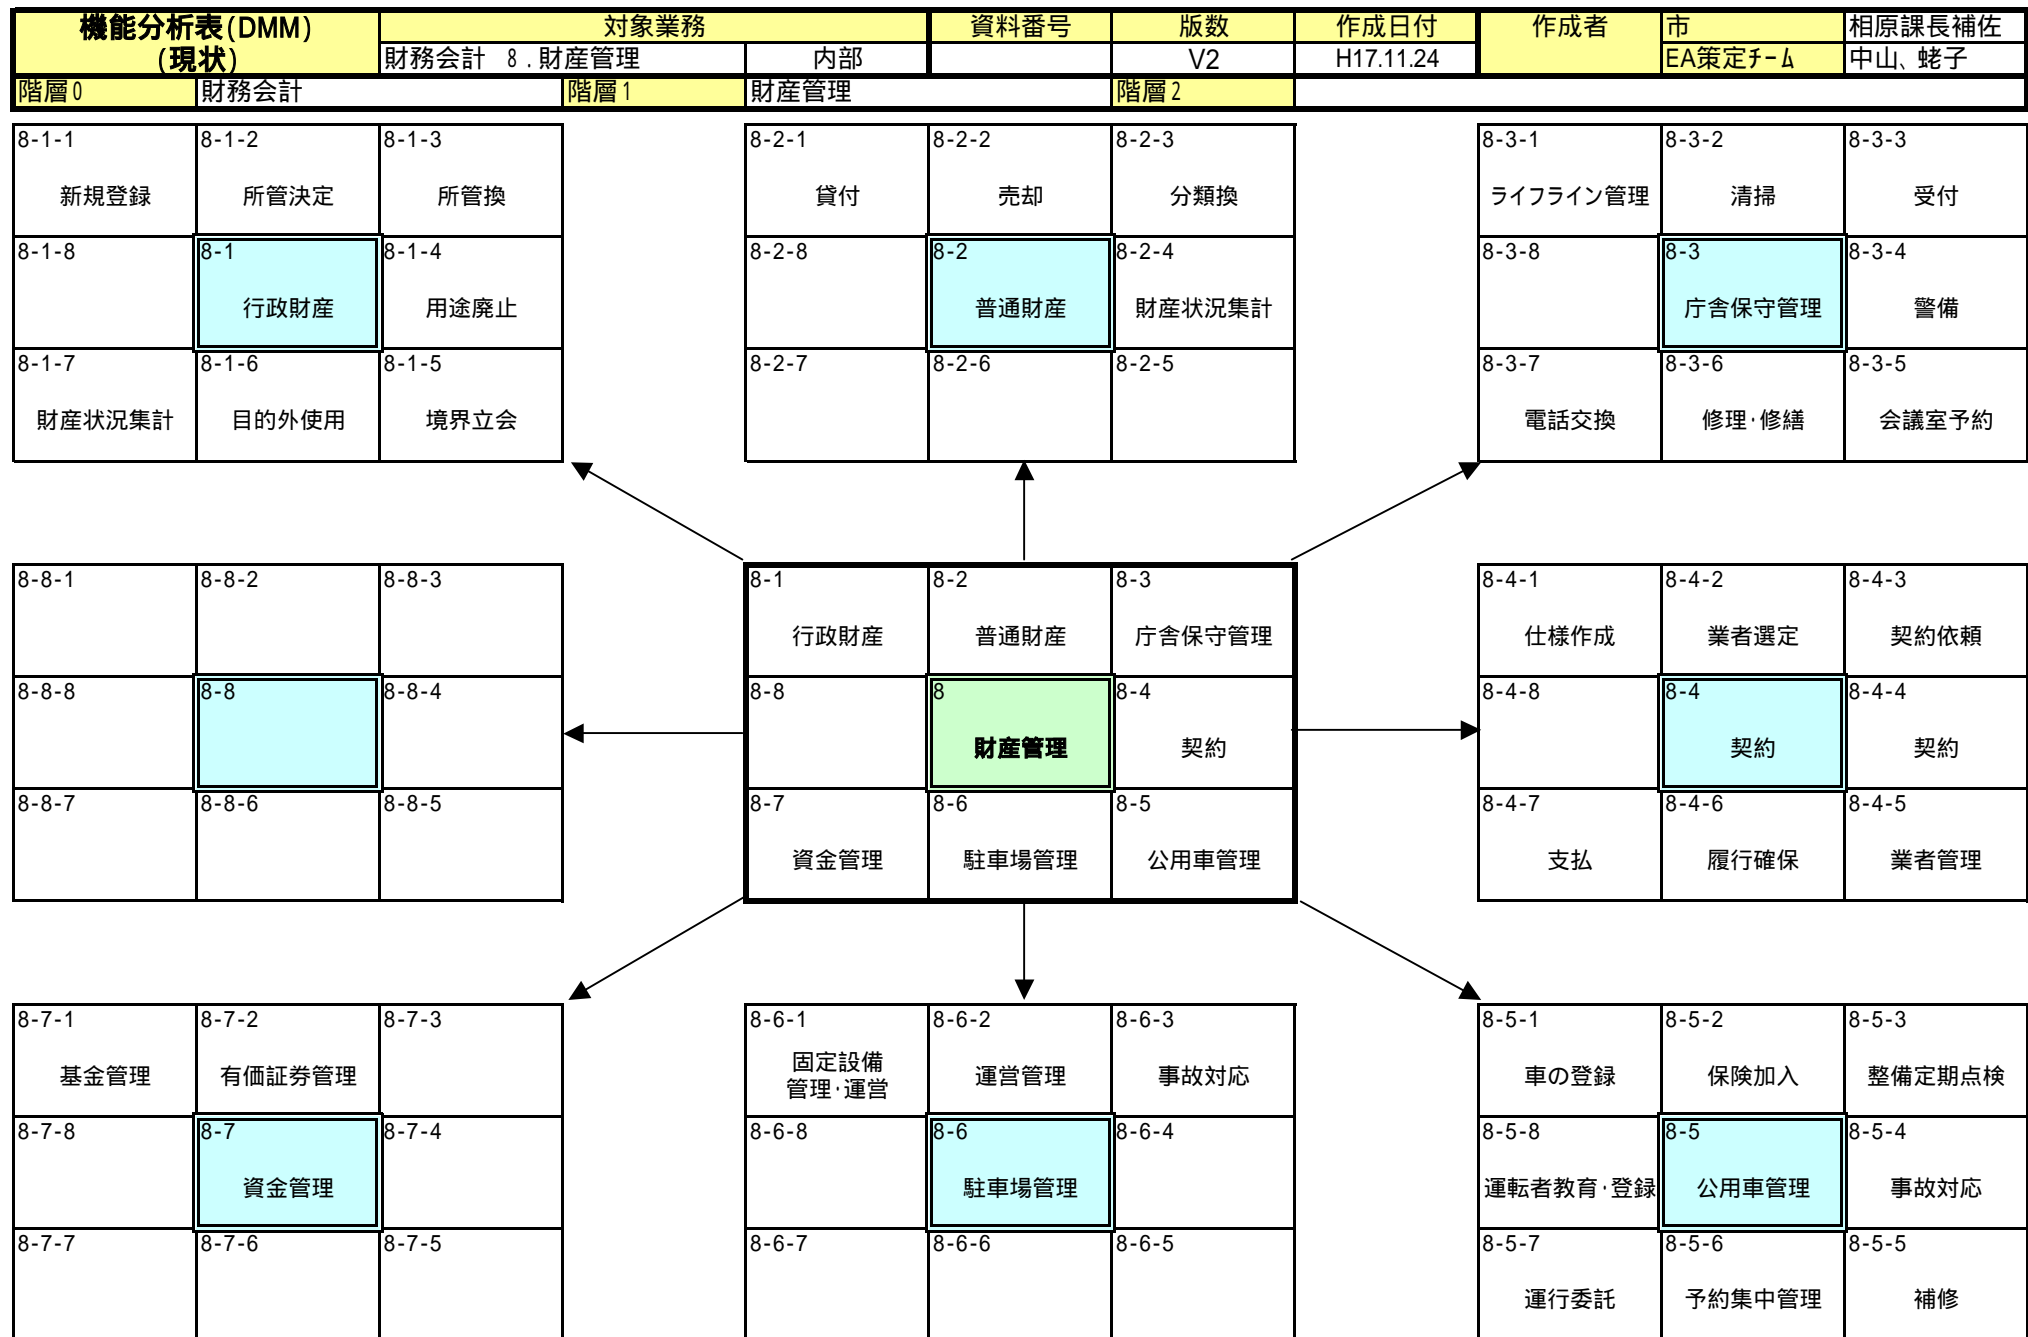 機能分析表(DMM)
(現状)
対象業務
資料番号
版数
作成日付
作成者
市
相原課長補佐
財務会計 8.財産管理
内部
V2
H17.11.24
EA策定チーム
中山、蛯子
階層0
財務会計
階層1
財産管理
階層2
8-1-1 8-1-2 8-1-3
新規登録 所管決定 所管換
8-1-8 8-1 8-1-4
行政財産 用途廃止
8-1-7 8-1-6 8-1-5
財産状況集計 目的外使用 境界立会
8-2-1 8-2-2 8-2-3
貸付 売却 分類換
8-2-8 8-2 8-2-4
普通財産 財産状況集計
8-2-7 8-2-6 8-2-5
8-3-1 8-3-2 8-3-3
ライフライン管理 清掃 受付
8-3-8 8-3 8-3-4
庁舎保守管理 警備
8-3-7 8-3-6 8-3-5
電話交換 修理・修繕 会議室予約
8-8-1 8-8-2 8-8-3
8-8-8 8-8 8-8-4
8-8-7 8-8-6 8-8-5
8-1 8-2 8-3
行政財産 普通財産 庁舎保守管理
8-8 8 8-4
財産管理 契約
8-7 8-6 8-5
資金管理 駐車場管理 公用車管理
8-4-1 8-4-2 8-4-3
仕様作成 業者選定 契約依頼
8-4-8 8-4 8-4-4
契約 契約
8-4-7 8-4-6 8-4-5
支払 履行確保 業者管理
8-7-1 8-7-2 8-7-3
基金管理 有価証券管理
8-7-8 8-7 8-7-4
資金管理
8-7-7 8-7-6 8-7-5
8-6-1 8-6-2 8-6-3
固定設備
管理・運営 運営管理 事故対応
8-6-8 8-6 8-6-4
駐車場管理
8-6-7 8-6-6 8-6-5
8-5-1 8-5-2 8-5-3
車の登録 保険加入 整備定期点検
8-5-8 8-5 8-5-4
運転者教育・登録 公用車管理 事故対応
8-5-7 8-5-6 8-5-5
運行委託 予約集中管理 補修